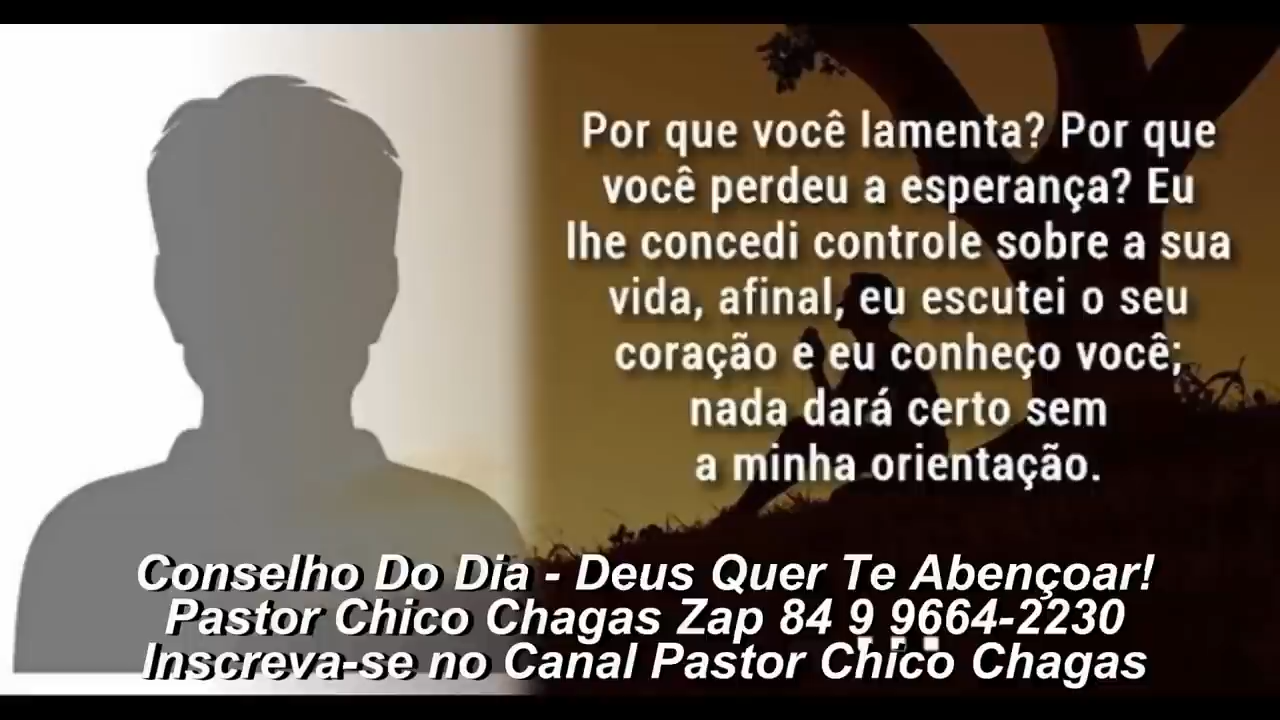 Por que você lamenta? Por que
você perdeu a esperança? Eu
lhe concedi controle sobre a sua
vida, afinal, eu escutei o seu
coração e eu conheço você;
nada dará certo sem
a minha orientação.
Conselho Do Dia - Deus Quer Te Abençoar!
Pastor Chico Chagas Zap 84 9 9664-2230
Inscreva-se no Canal Pastor Chico Chagas